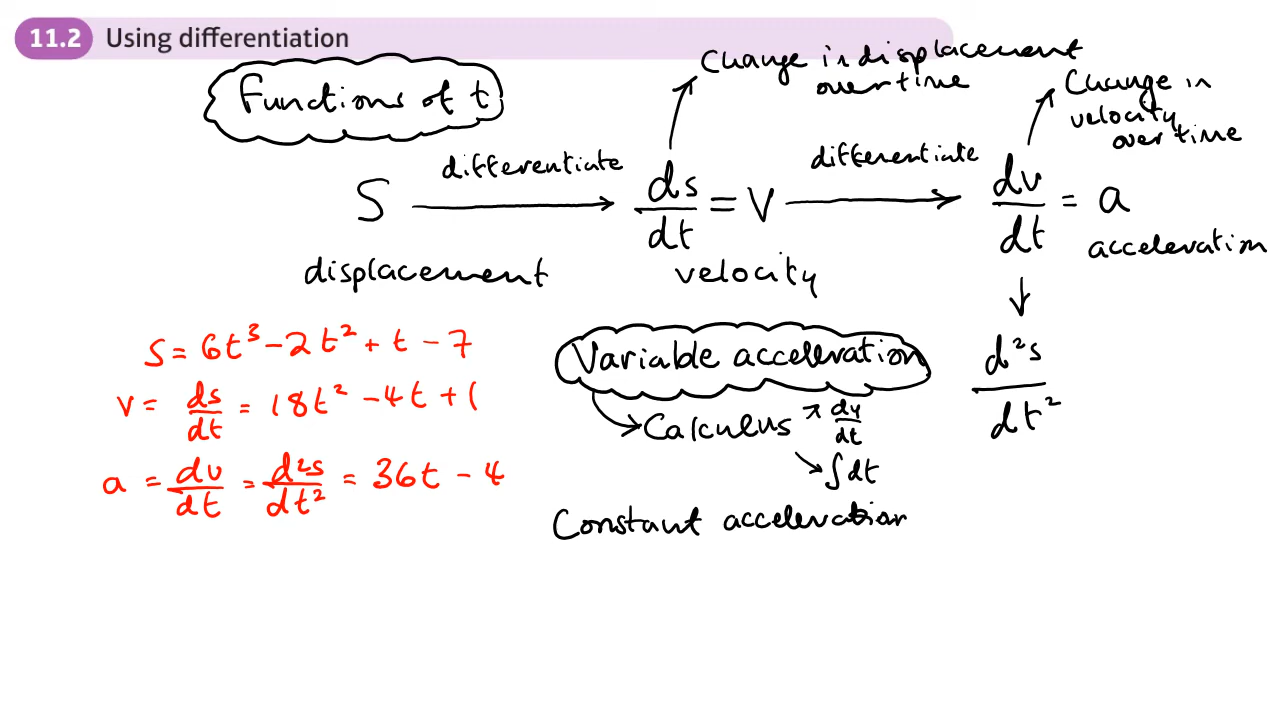 11.2 Using differentiation
Functions of t
Change in displacement
over time
Change in
velocity
over time
S differentiate → ds/dt = V differentiate → dv/dt = a
displacement
velocity
acceleration
↓
d²s/dt²
S = 6t³ - 2t² + t - 7
v = ds/dt = 18t² - 4t + 1
a = dv/dt = d²s/dt² = 36t - 4
Variable acceleration
Calculus
dy/dt
∫ dt
Constant acceleration